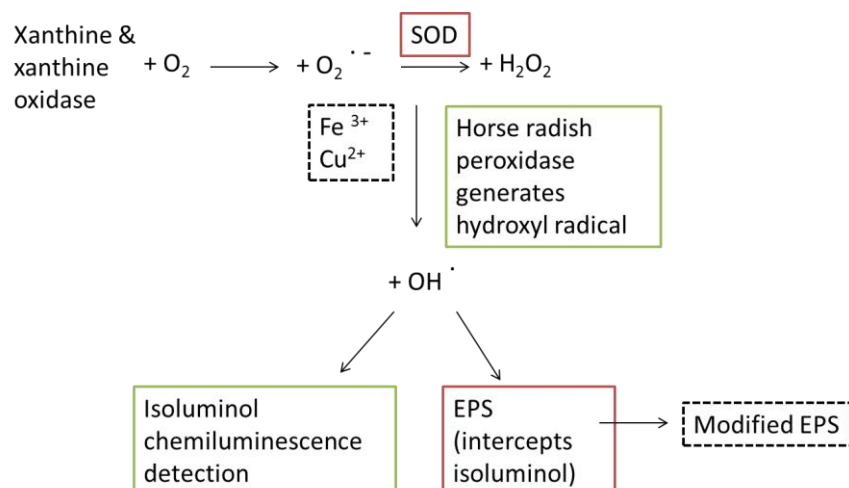 Xanthine &
xanthine
oxidase
+ O₂
+ O₂ ˙ ⁻
SOD
+ H₂O₂
Fe ³⁺
Cu²⁺
Horse radish
peroxidase
generates
hydroxyl radical
+ OH ˙
Isoluminol
chemiluminescence
detection
EPS
(intercepts
isoluminol)
Modified EPS